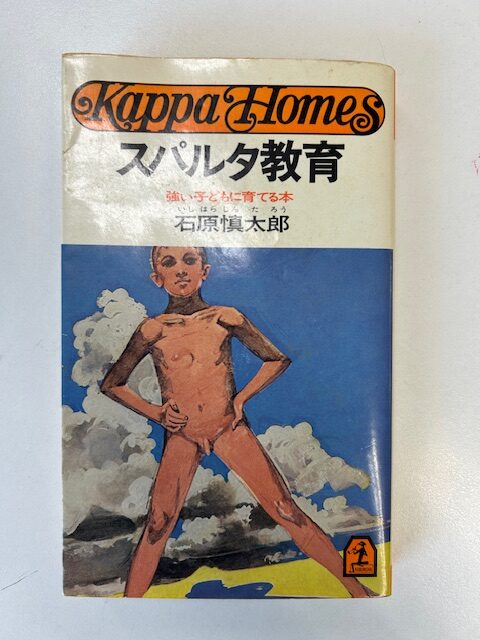 Kappa Homes
スパルタ教育
強い子どもに育てる本
いしはらしんたろう
石原慎太郎